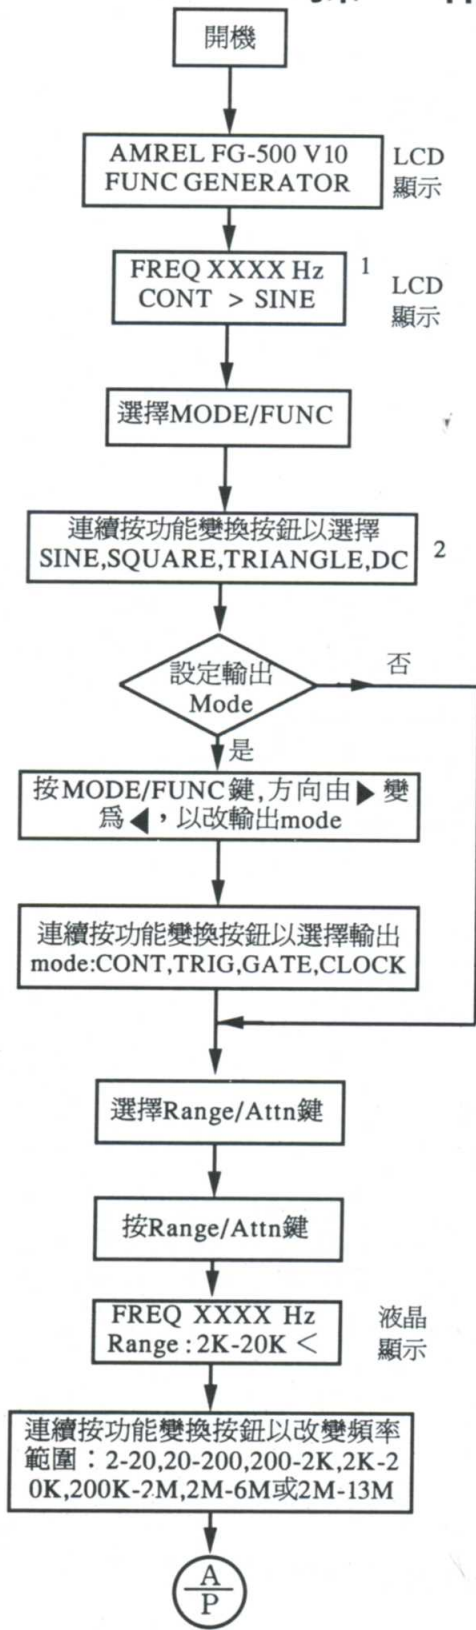 開機
AMREL FG-500 V10
FUNC GENERATOR
LCD
顯示
FREQ XXXX Hz
CONT > SINE
1
LCD
顯示
選擇MODE/FUNC
連續按功能變換按鈕以選擇
SINE,SQUARE,TRIANGLE,DC
2
設定輸出
Mode
否
是
按MODE/FUNC鍵,方向由▶變
爲◀，以改輸出mode
連續按功能變換按鈕以選擇輸出
mode:CONT,TRIG,GATE,CLOCK
選擇Range/Attn鍵
按Range/Attn鍵
FREQ XXXX Hz
Range:2K-20K <
液晶
顯示
連續按功能變換按鈕以改變頻率
範圍：2-20,20-200,200-2K,2K-2
0K,200K-2M,2M-6M或2M-13M
A
P